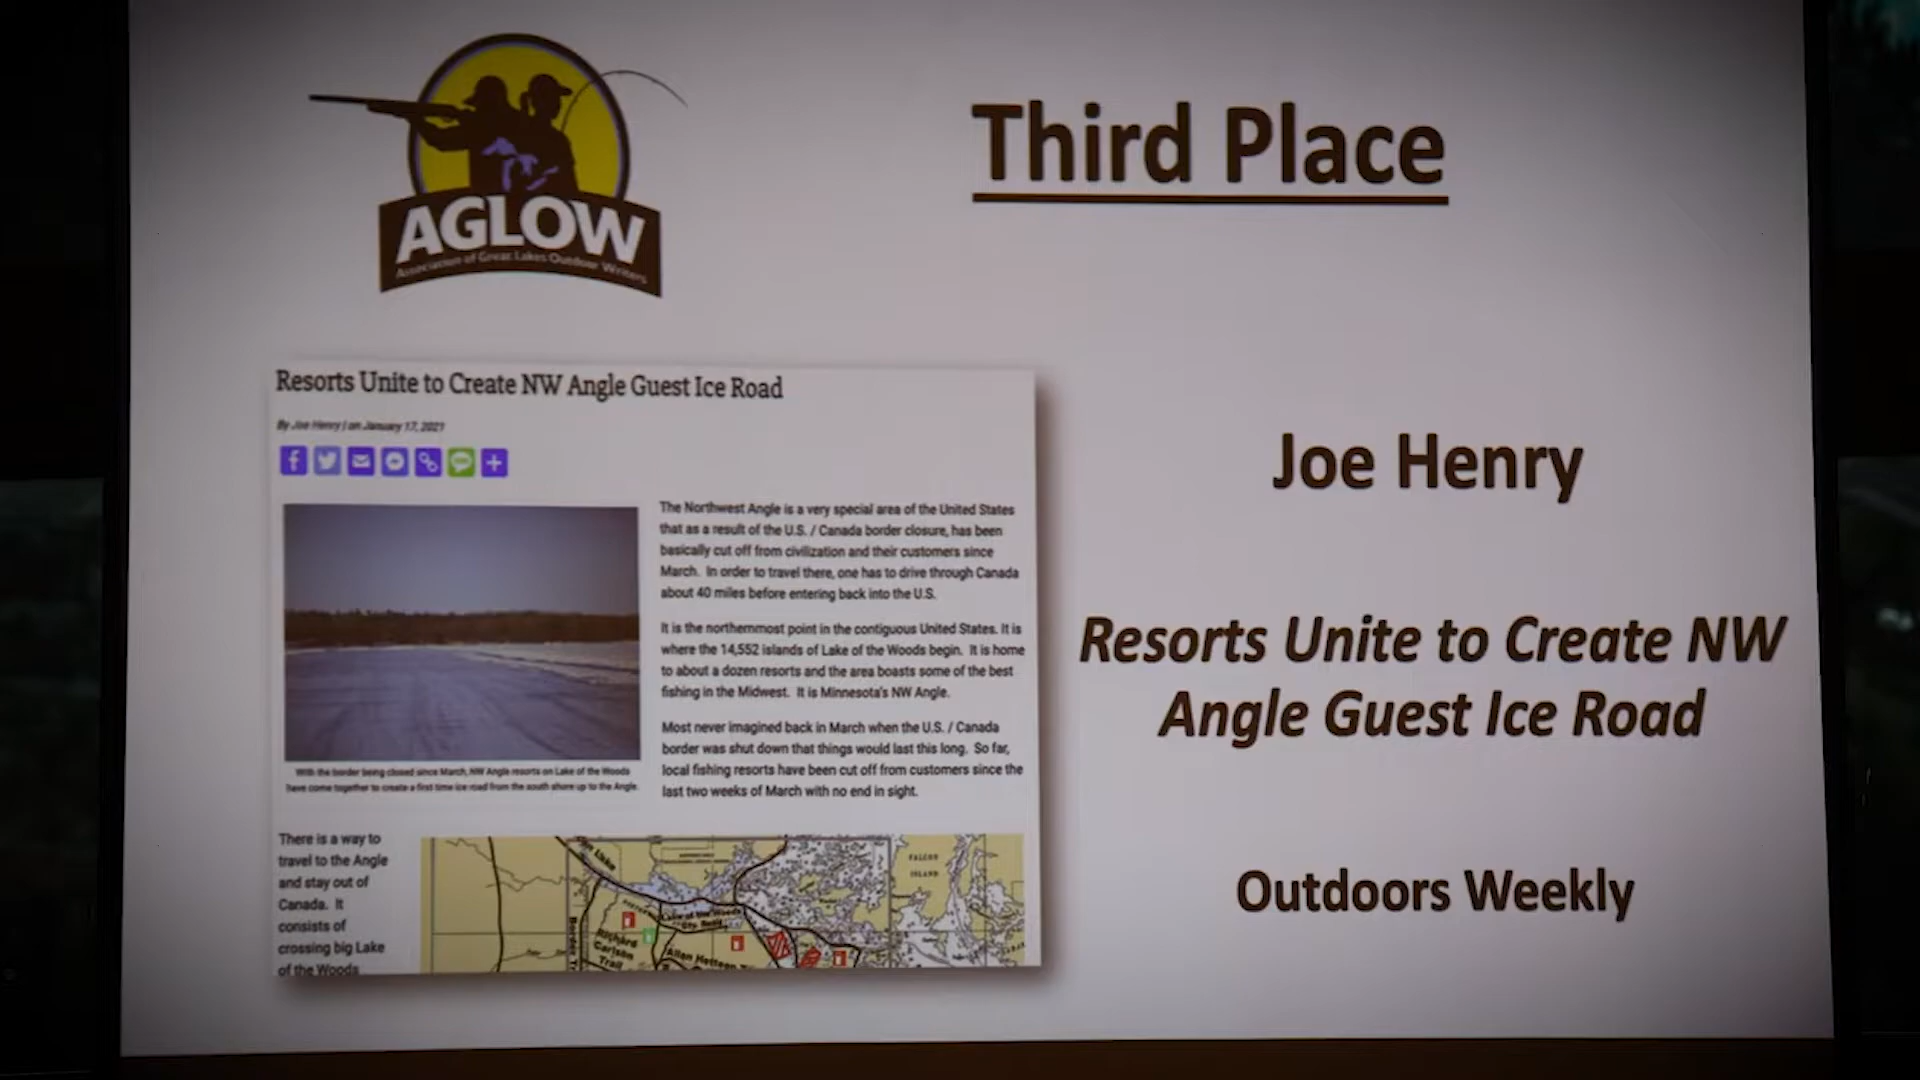 AGLOW
Association of Great Lakes Outdoor Writers
Third Place
Resorts Unite to Create NW Angle Guest Ice Road
By Joe Henry | on January 17, 2021
The Northwest Angle is a very special area of the United States
that as a result of the U.S. / Canada border closure, has been
basically cut off from civilization and their customers since
March. In order to travel there, one has to drive through Canada
about 40 miles before entering back into the U.S.
It is the northernmost point in the contiguous United States. It is
where the 14,552 islands of Lake of the Woods begin. It is home
to about a dozen resorts and the area boasts some of the best
fishing in the Midwest. It is Minnesota's NW Angle.
Most never imagined back in March when the U.S. / Canada
border was shut down that things would last this long. So far,
local fishing resorts have been cut off from customers since the
last two weeks of March with no end in sight.
With the border being closed since March, NW Angle resorts on Lake of the Woods
have come together to create a first time ice road from the south shore up to the Angle.
There is a way to
travel to the Angle
and stay out of
Canada. It
consists of
crossing big Lake
of the Woods
FALCON
ISLAND
Richard
Carlson
Trail
Joe Henry
Resorts Unite to Create NW
Angle Guest Ice Road
Outdoors Weekly